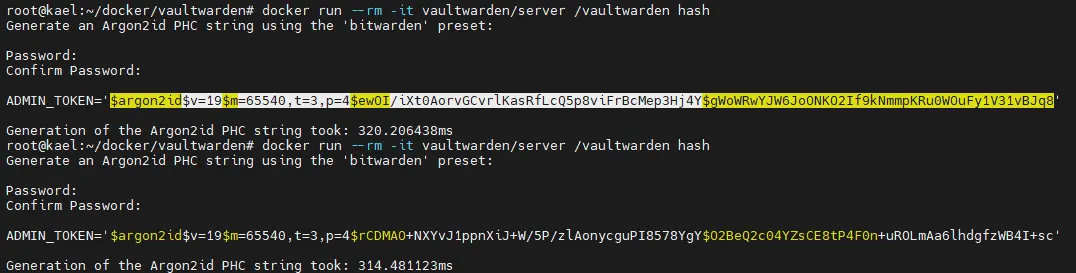 root@kael:~/docker/vaultwarden# docker run --rm -it vaultwarden/server /vaultwarden hash
Generate an Argon2id PHC string using the 'bitwarden' preset:
Password:
Confirm Password:
ADMIN_TOKEN='$argon2id$v=19$m=65540,t=3,p=4$ewOI/iXt0AorvGCvrlKasRfLcQ5p8viFrBcMep3Hj4Y$gWoWRwYJW6JoONKO2If9kNmmpKRu0WOuFy1V31vBJq8'
Generation of the Argon2id PHC string took: 320.206438ms
root@kael:~/docker/vaultwarden# docker run --rm -it vaultwarden/server /vaultwarden hash
Generate an Argon2id PHC string using the 'bitwarden' preset:
Password:
Confirm Password:
ADMIN_TOKEN='$argon2id$v=19$m=65540,t=3,p=4$rCDMAO+NXYvJ1ppnXiJ+W/5P/zlAonycguPI8578YgY$O2BeQ2c04YZsCE8tP4F0n+uROLmAa6lhdgfzWB4I+sc'
Generation of the Argon2id PHC string took: 314.481123ms